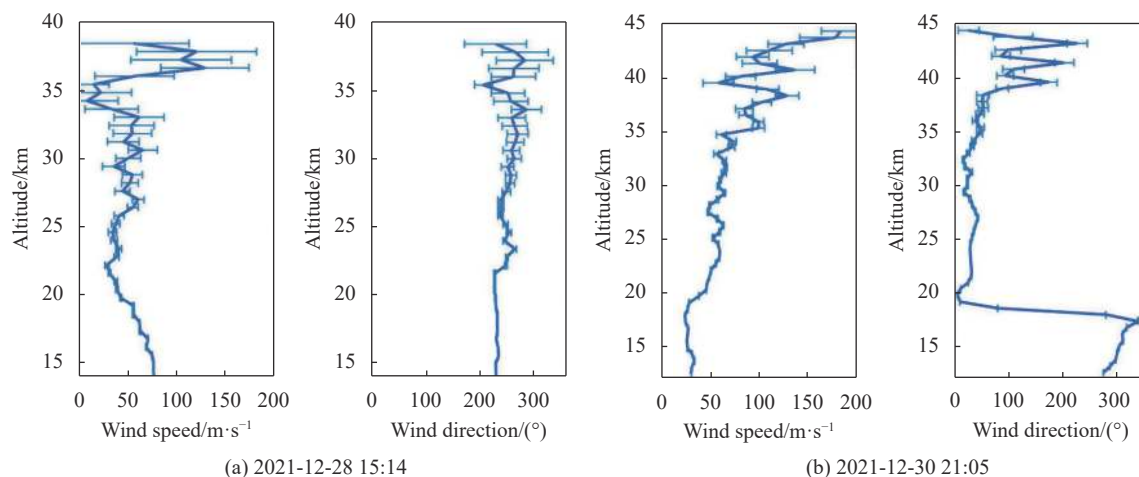 40
35
30
25
20
15
Altitude/km
0 50 100 150 200
Wind speed/m·s⁻¹
40
35
30
25
20
15
Altitude/km
0 100 200 300
Wind direction/(°)
(a) 2021-12-28 15:14
45
40
35
30
25
20
15
Altitude/km
0 50 100 150 200
Wind speed/m·s⁻¹
45
40
35
30
25
20
15
Altitude/km
0 100 200 300
Wind direction/(°)
(b) 2021-12-30 21:05